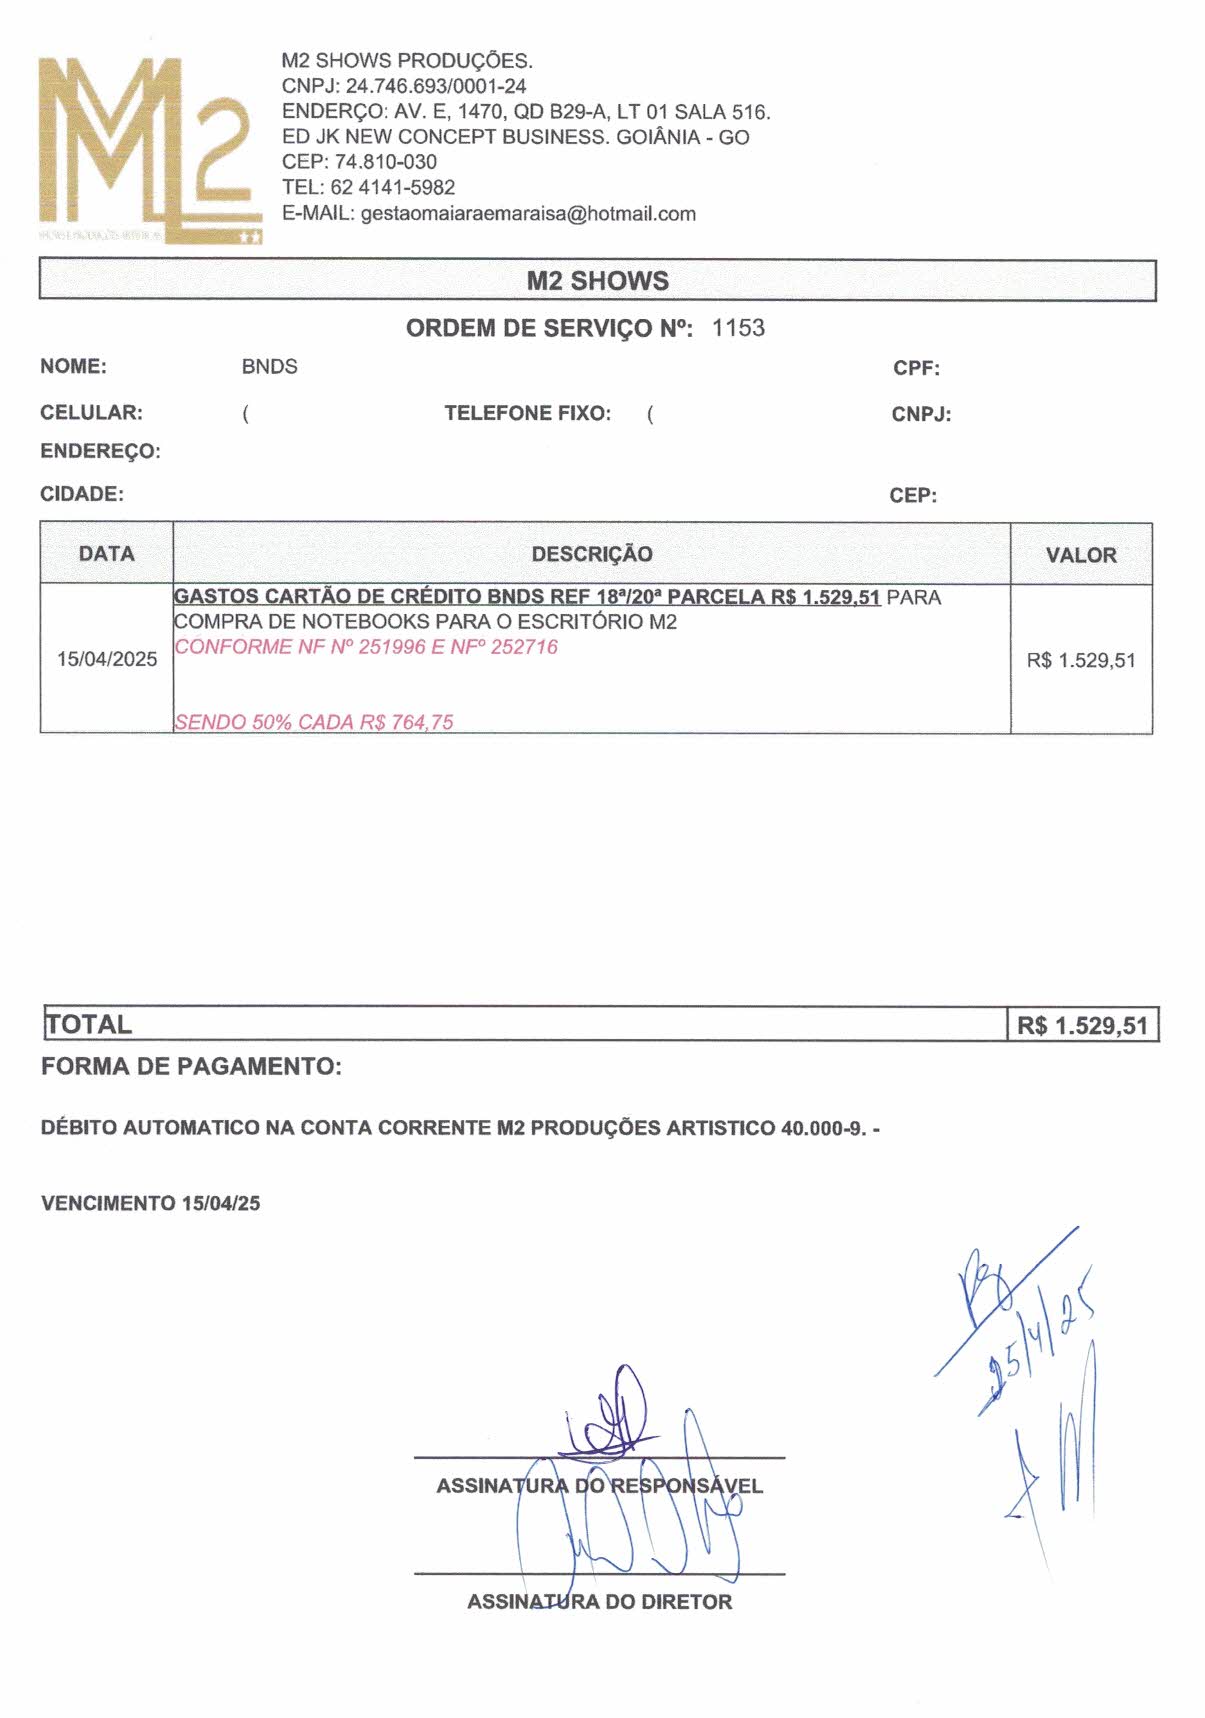 M2
M2 SHOWS PRODUÇÕES.
CNPJ: 24.746.693/0001-24
ENDERÇO: AV. E, 1470, QD B29-A, LT 01 SALA 516.
ED JK NEW CONCEPT BUSINESS. GOIÂNIA - GO
CEP: 74.810-030
TEL: 62 4141-5982
E-MAIL: gestaomaiaraemaraisa@hotmail.com
M2 SHOWS
ORDEM DE SERVIÇO Nº: 1153
NOME: BNDS CPF:
CELULAR: ( TELEFONE FIXO: ( CNPJ:
ENDEREÇO:
CIDADE: CEP:
DATA DESCRIÇÃO VALOR
GASTOS CARTÃO DE CRÉDITO BNDS REF 18ª/20ª PARCELA R$ 1.529,51 PARA
COMPRA DE NOTEBOOKS PARA O ESCRITÓRIO M2
CONFORME NF Nº 251996 E NFº 252716
15/04/2025 R$ 1.529,51
SENDO 50% CADA R$ 764,75
TOTAL R$ 1.529,51
FORMA DE PAGAMENTO:
DÉBITO AUTOMATICO NA CONTA CORRENTE M2 PRODUÇÕES ARTISTICO 40.000-9. -
VENCIMENTO 15/04/25
25/4/25
ASSINATURA DO RESPONSÁVEL
ASSINATURA DO DIRETOR